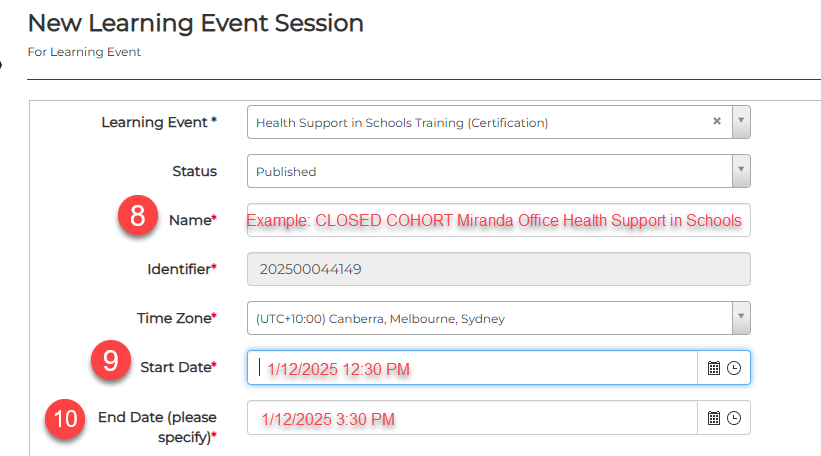 New Learning Event Session
For Learning Event
Learning Event * Health Support in Schools Training (Certification) ×
Status Published
8 Name* Example: CLOSED COHORT Miranda Office Health Support in Schools
Identifier* 202500044149
Time Zone* (UTC+10:00) Canberra, Melbourne, Sydney
9 Start Date* 1/12/2025 12:30 PM
10 End Date (please specify)* 1/12/2025 3:30 PM